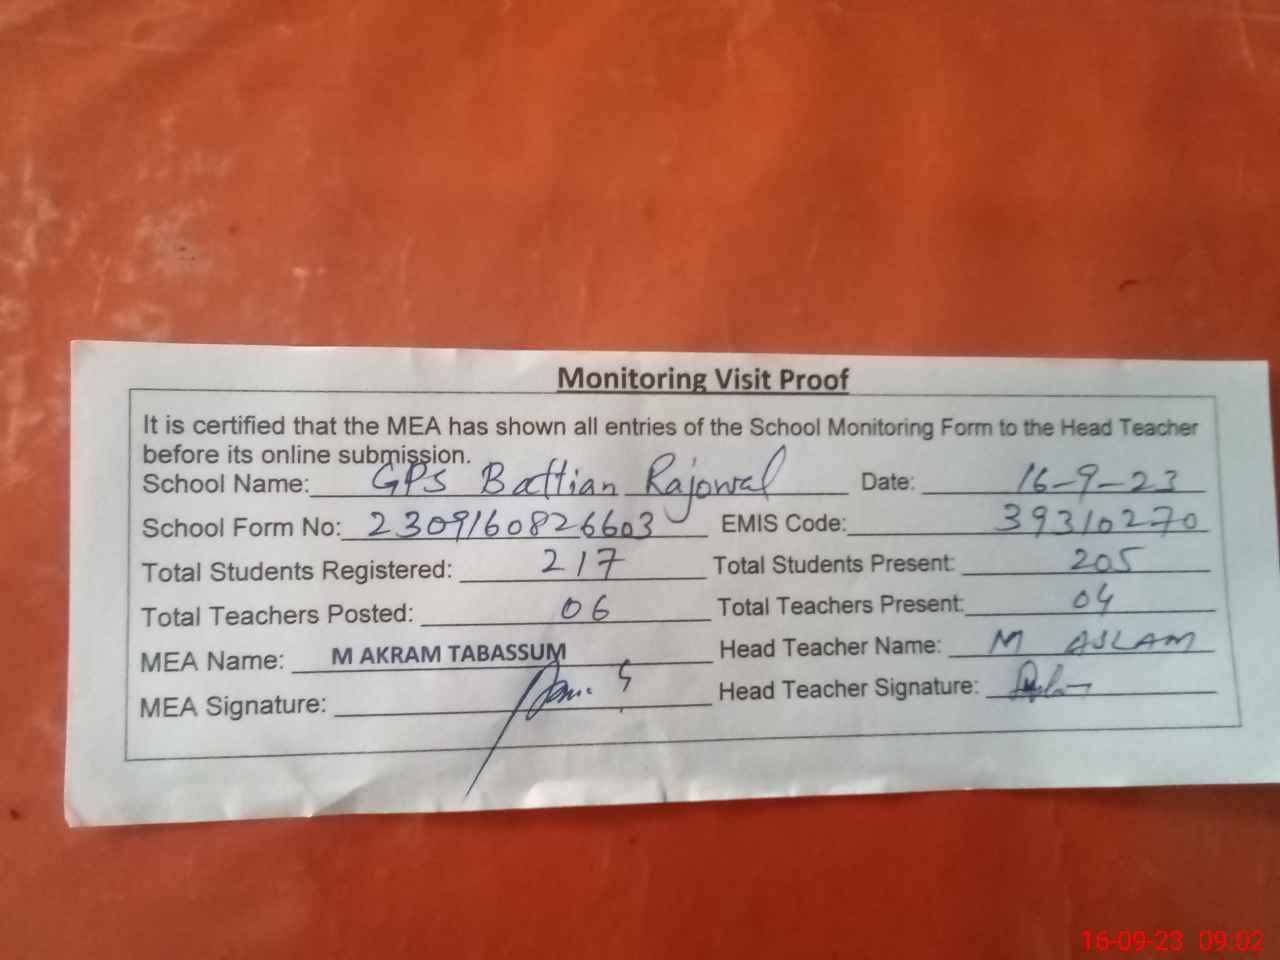 Monitoring Visit Proof
It is certified that the MEA has shown all entries of the School Monitoring Form to the Head Teacher
before its online submission.
School Name: GPS Battian Rajowal Date: 16-9-23
School Form No: 2309160826603 EMIS Code: 39310270
Total Students Registered: 217 Total Students Present: 205
Total Teachers Posted: 06 Total Teachers Present: 04
MEA Name: M AKRAM TABASSUM Head Teacher Name: M ASLAM
MEA Signature: Head Teacher Signature:
16-09-23 09:02